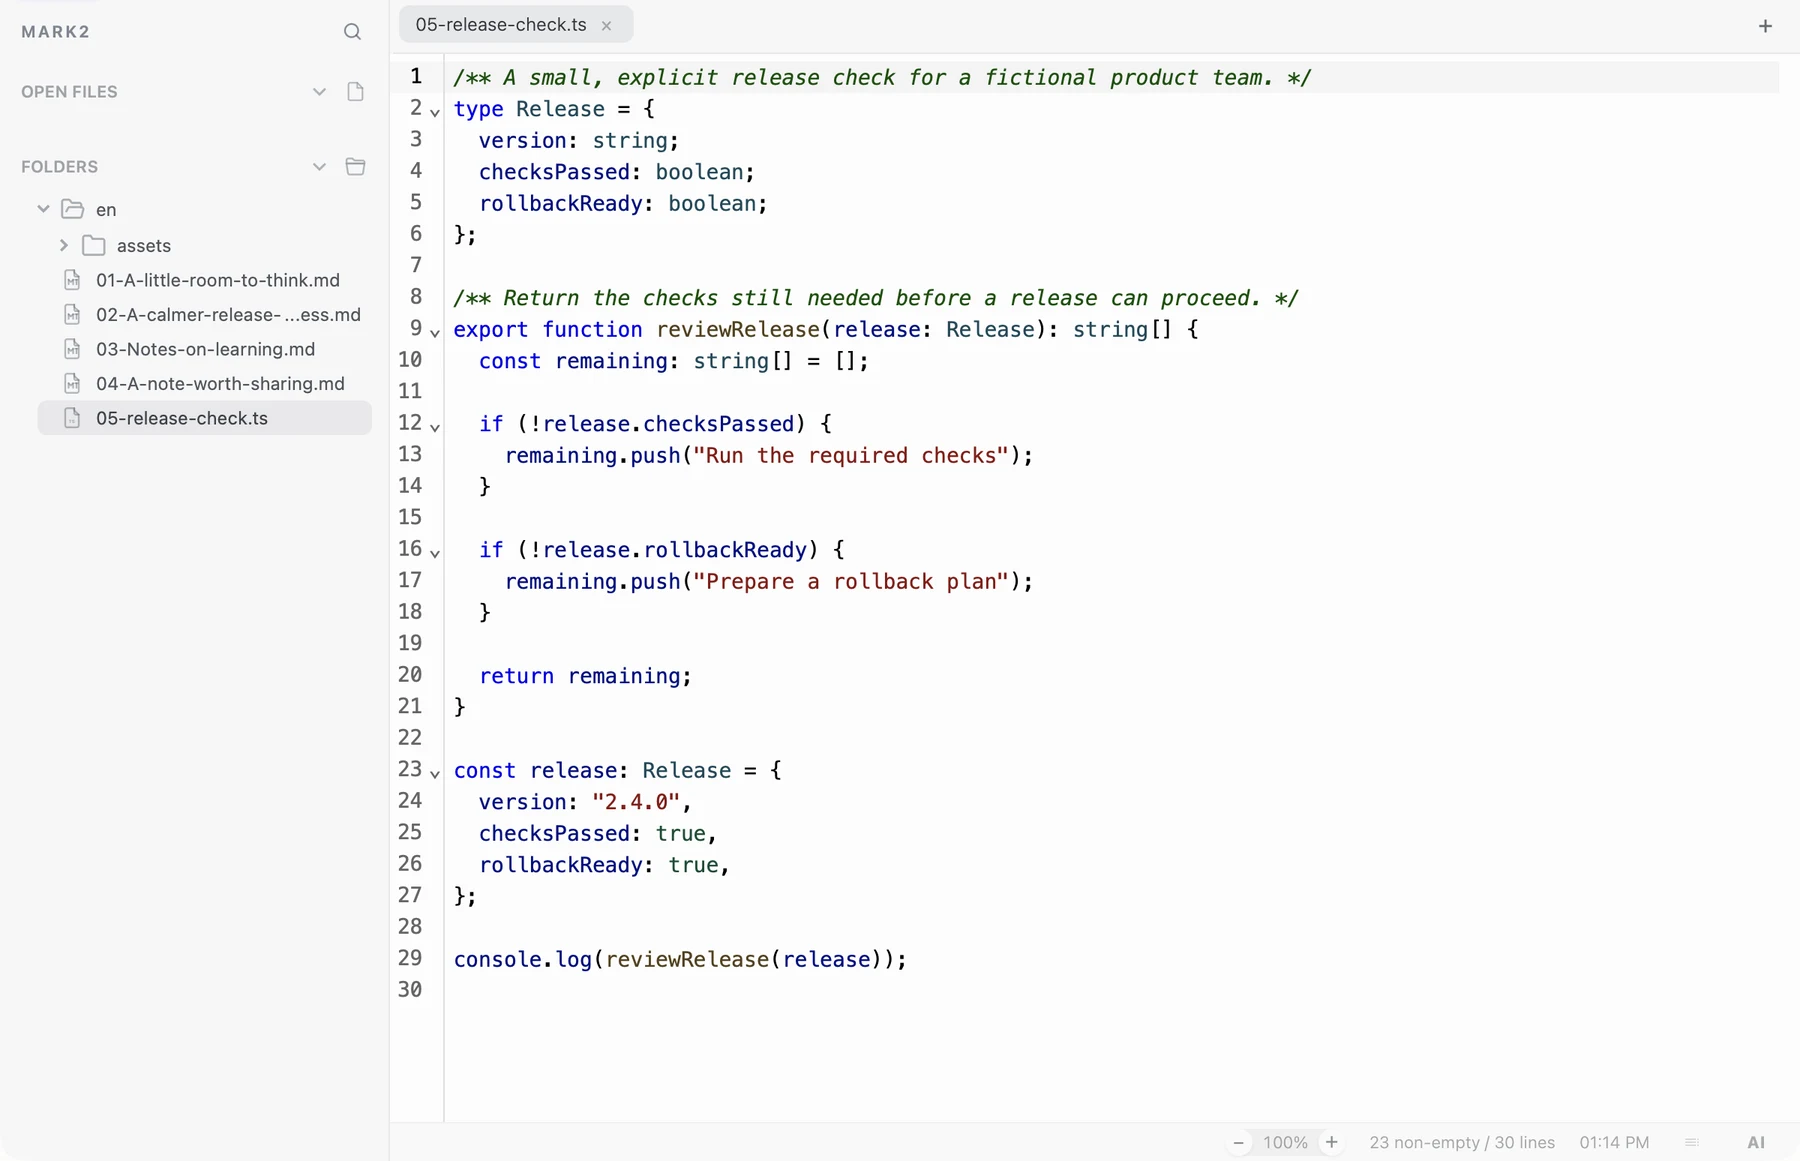 MARK2
OPEN FILES
FOLDERS
en
assets
01-A-little-room-to-think.md
02-A-calmer-release-...ess.md
03-Notes-on-learning.md
04-A-note-worth-sharing.md
05-release-check.ts
05-release-check.ts ×
+
1 /** A small, explicit release check for a fictional product team. */
2 type Release = {
3   version: string;
4   checksPassed: boolean;
5   rollbackReady: boolean;
6 };
7
8 /** Return the checks still needed before a release can proceed. */
9 export function reviewRelease(release: Release): string[] {
10   const remaining: string[] = [];
11
12   if (!release.checksPassed) {
13     remaining.push("Run the required checks");
14   }
15
16   if (!release.rollbackReady) {
17     remaining.push("Prepare a rollback plan");
18   }
19
20   return remaining;
21 }
22
23 const release: Release = {
24   version: "2.4.0",
25   checksPassed: true,
26   rollbackReady: true,
27 };
28
29 console.log(reviewRelease(release));
30
− 100% + 23 non-empty / 30 lines 01:14 PM AI